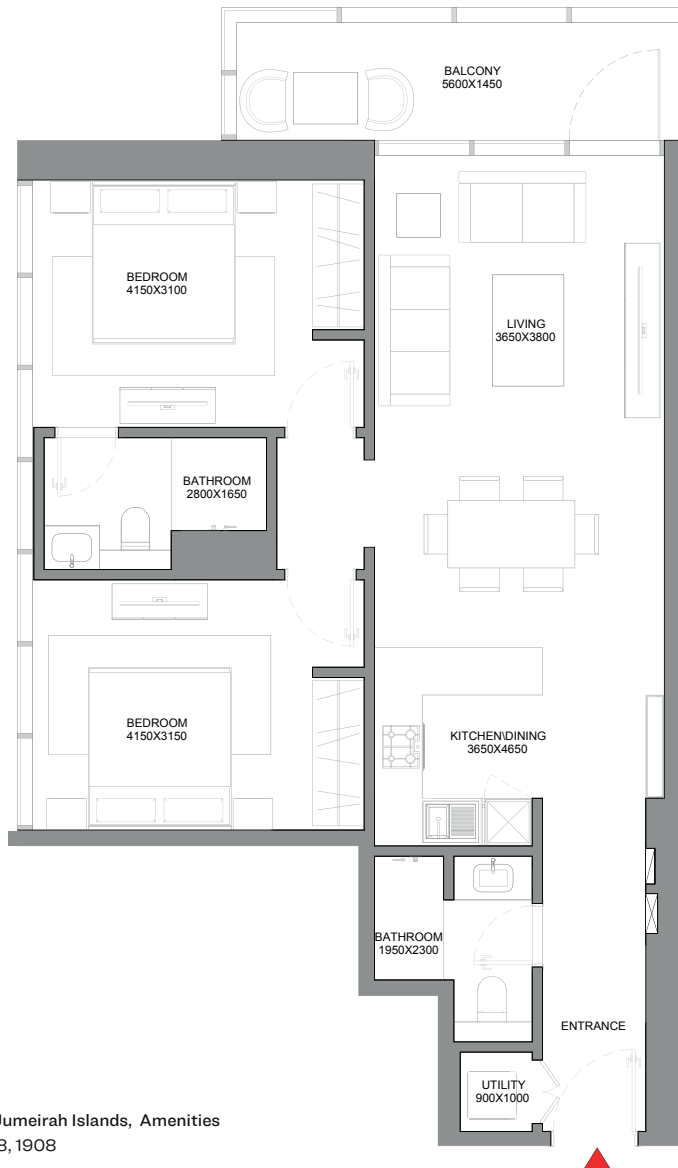 BALCONY
5600X1450
BEDROOM
4150X3100
LIVING
3650X3800
BATHROOM
2800X1650
BEDROOM
4150X3150
KITCHEN\DINING
3650X4650
BATHROOM
1950X2300
ENTRANCE
UTILITY
900X1000
Jumeirah Islands, Amenities
8, 1908